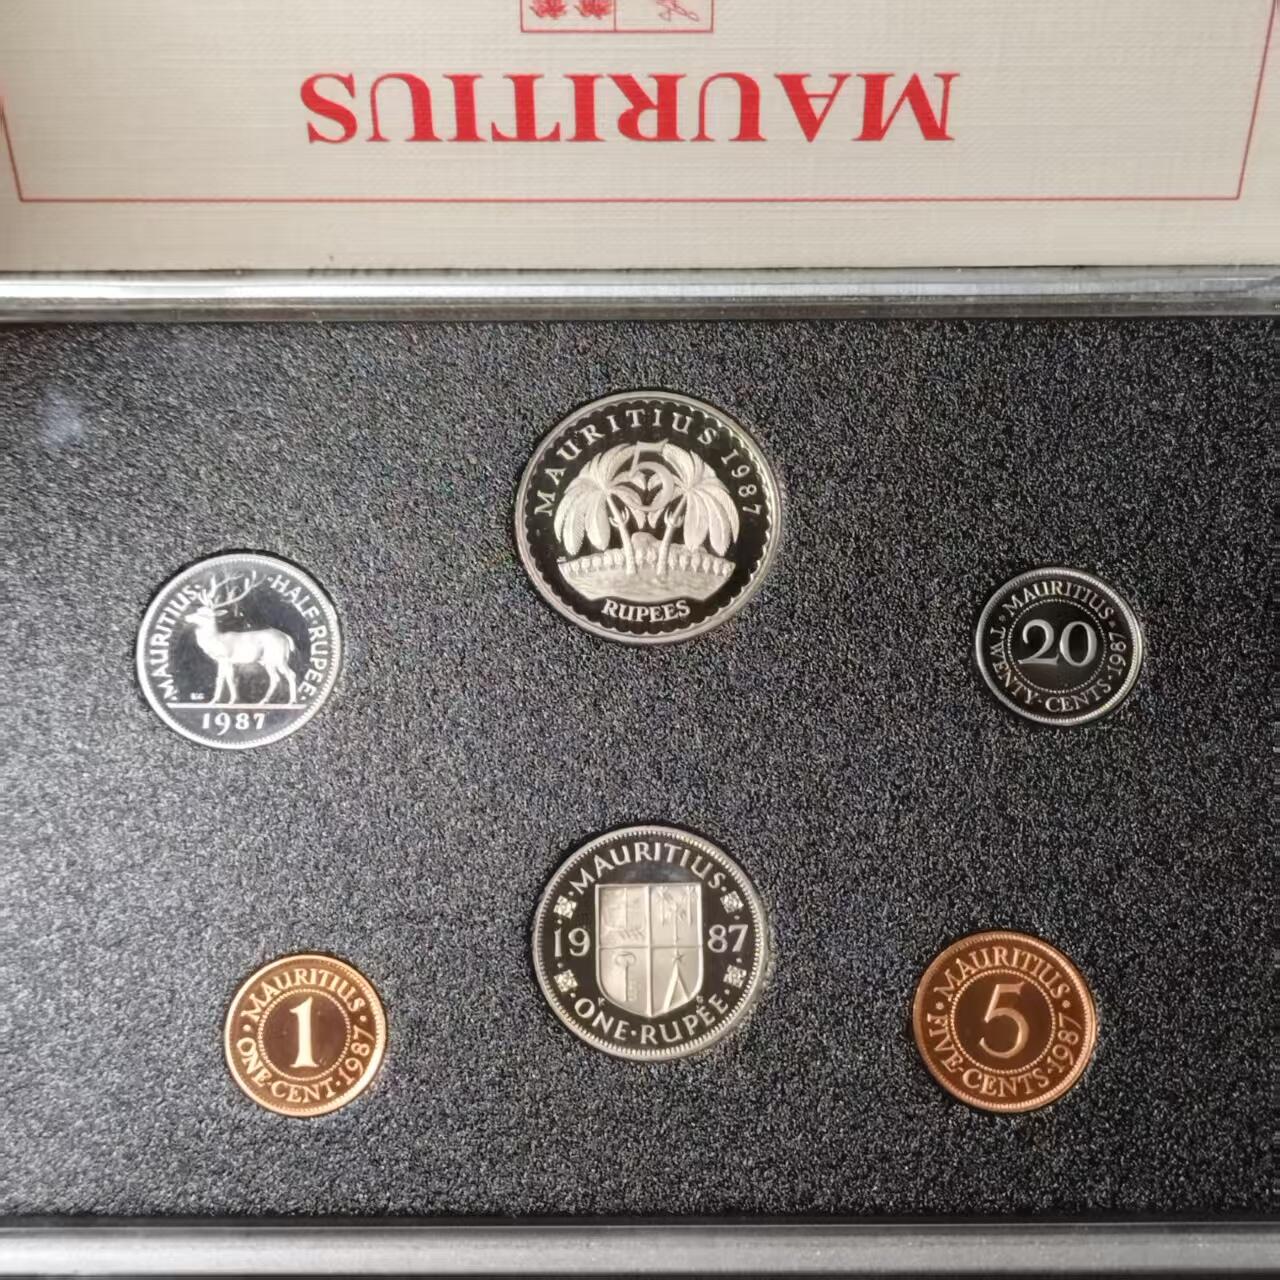 MAURITIUS
MAURITIUS 1987
5
RUPEES
MAURITIUS · HALF · RUPEE
1987
· MAURITIUS ·
20
TWENTY · CENTS · 1987
· MAURITIUS ·
19 87
· ONE · RUPEE ·
· MAURITIUS ·
1
ONE · CENT · 1987
· MAURITIUS ·
5
FIVE · CENTS · 1987